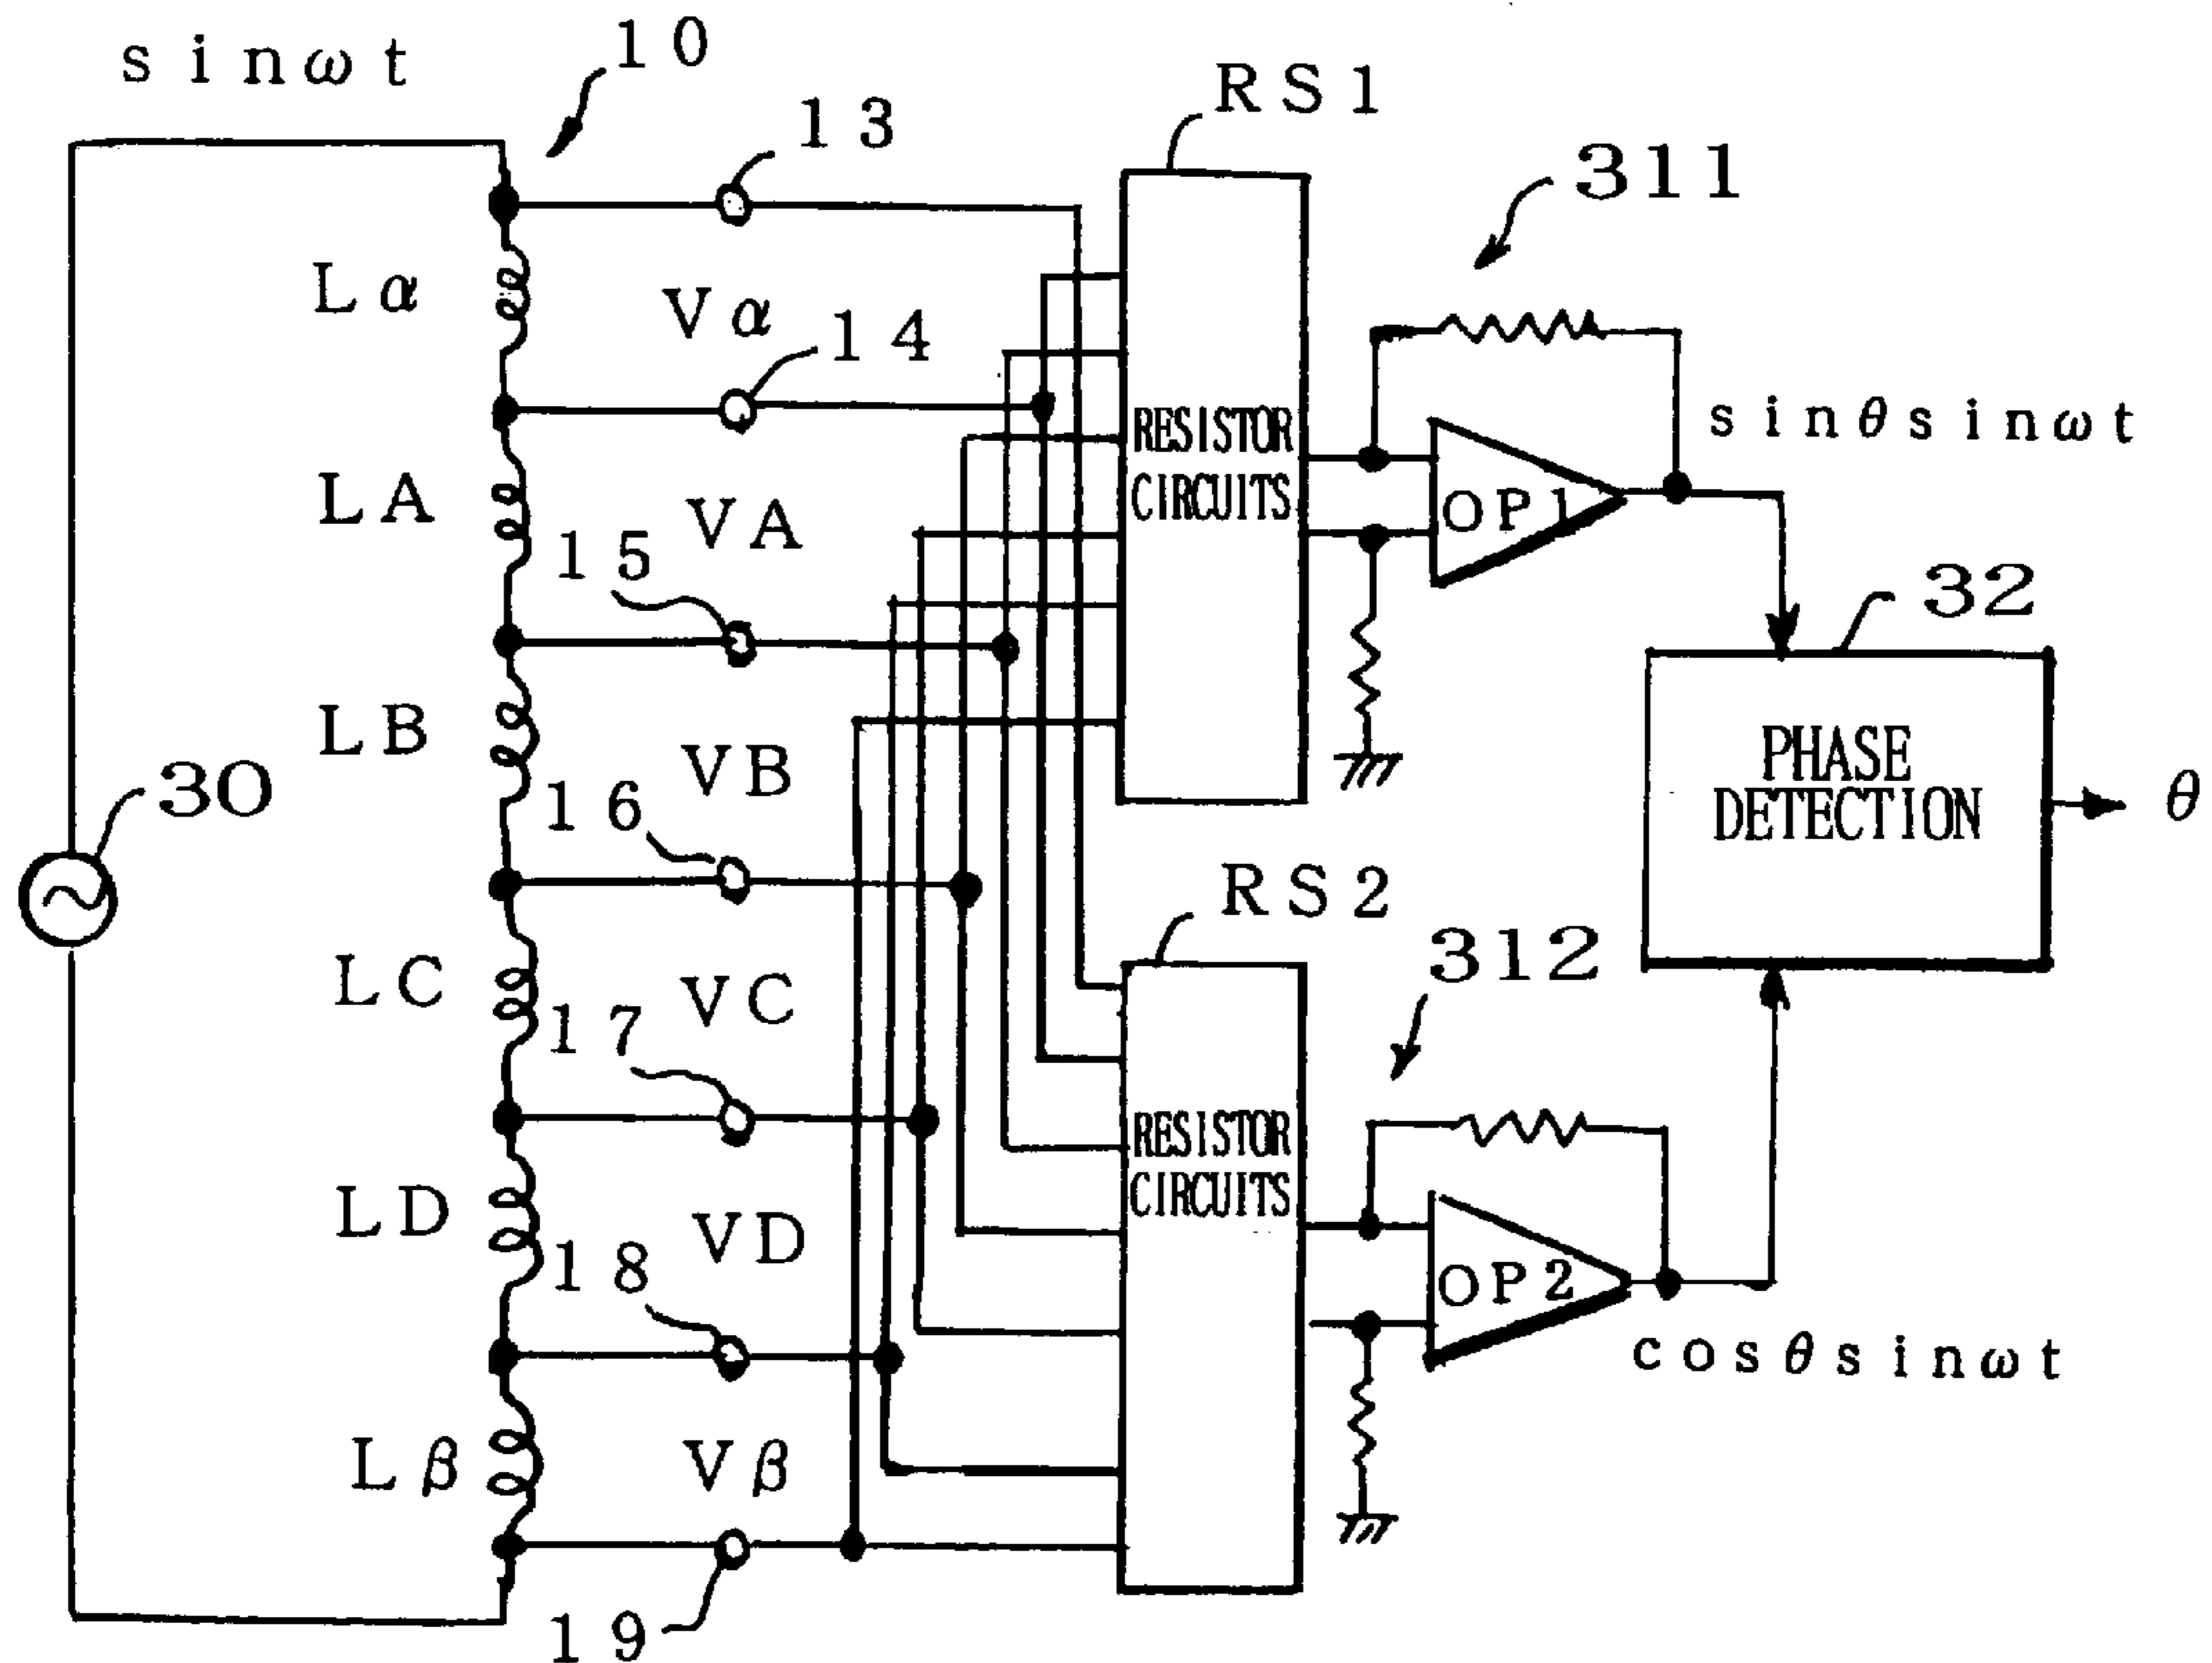 sinωt
10
13
RS1
311
Lα
Vα
14
RESISTOR
CIRCUITS
sinθsinωt
LA
VA
OP1
15
32
LB
VB
PHASE
DETECTION
θ
30
16
RS2
312
LC
VC
17
RESISTOR
CIRCUITS
LD
VD
OP2
18
cosθsinωt
Lβ
Vβ
19